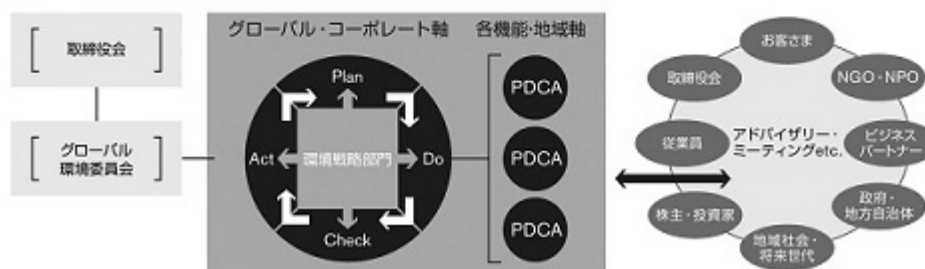 取締役会
グローバル
環境委員会
グローバル・コーポレート軸
Plan
Act
環境戦略部門
Do
Check
各機能・地域軸
PDCA
PDCA
PDCA
お客さま
取締役会
NGO・NPO
従業員
アドバイザリー・
ミーティングetc.
ビジネス
パートナー
株主・投資家
政府・
地方自治体
地域社会・
将来世代